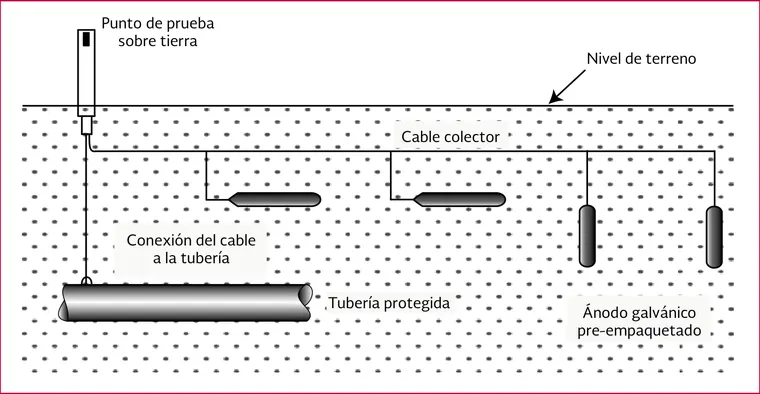 Punto de prueba
sobre tierra
Nivel de terreno
Cable colector
Conexión del cable
a la tubería
Tubería protegida
Ánodo galvánico
pre-empaquetado